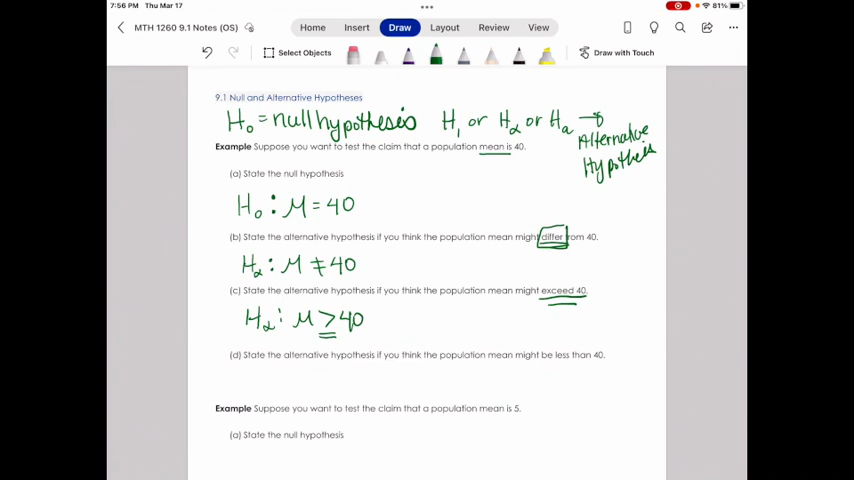 7:56 PM Thu Mar 17
81%
MTH 1260 9.1 Notes (OS)
Home Insert Draw Layout Review View
Select Objects
Draw with Touch
9.1 Null and Alternative Hypotheses
H₀ = null hypothesis H₁ or H₂ or Hₐ →
Alternative
Hypothesis
Example Suppose you want to test the claim that a population mean is 40.
(a) State the null hypothesis
H₀ : μ = 40
(b) State the alternative hypothesis if you think the population mean might differ from 40.
H₂ : μ ≠ 40
(c) State the alternative hypothesis if you think the population mean might exceed 40.
H₂ : μ > 40
(d) State the alternative hypothesis if you think the population mean might be less than 40.
Example Suppose you want to test the claim that a population mean is 5.
(a) State the null hypothesis